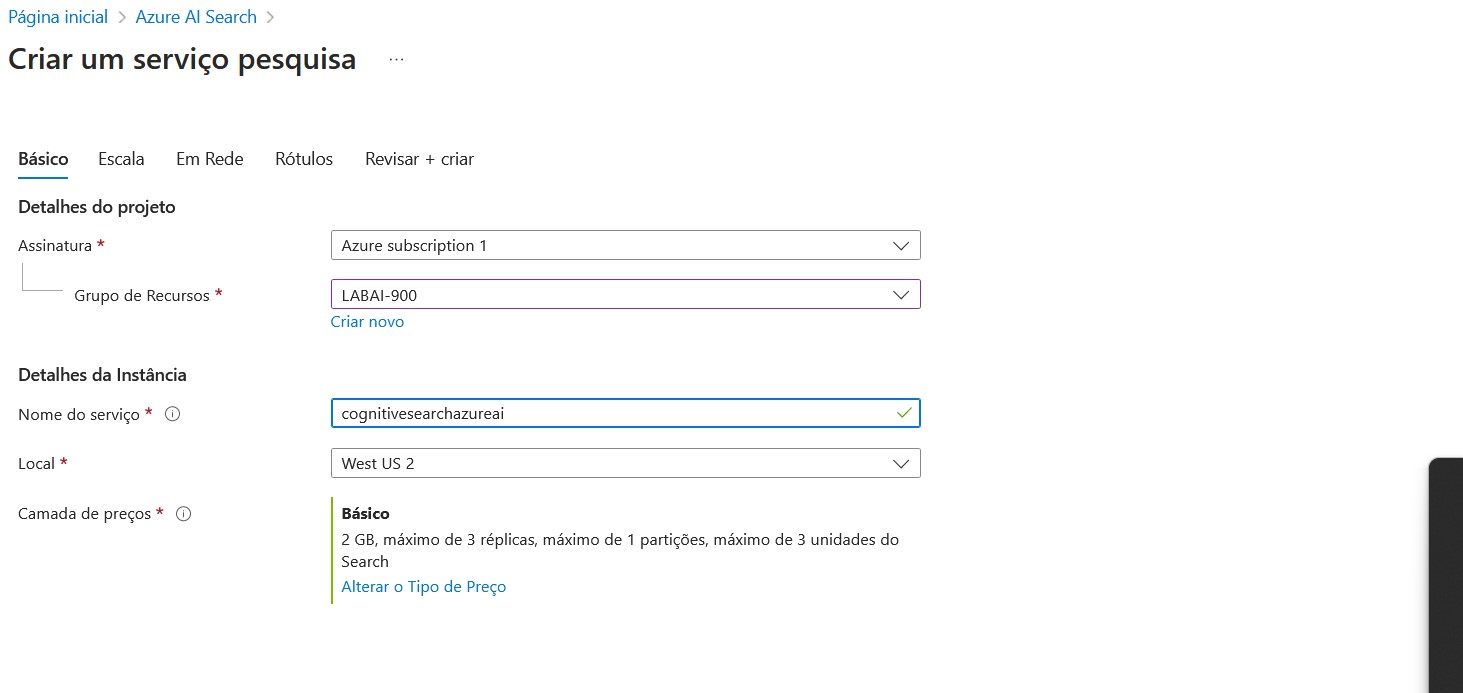 Página inicial > Azure AI Search >
Criar um serviço pesquisa ...
Básico Escala Em Rede Rótulos Revisar + criar
Detalhes do projeto
Assinatura * Azure subscription 1
Grupo de Recursos * LABAI-900
Criar novo
Detalhes da Instância
Nome do serviço * cognitivesearchazureai
Local * West US 2
Camada de preços * Básico
2 GB, máximo de 3 réplicas, máximo de 1 partições, máximo de 3 unidades do
Search
Alterar o Tipo de Preço